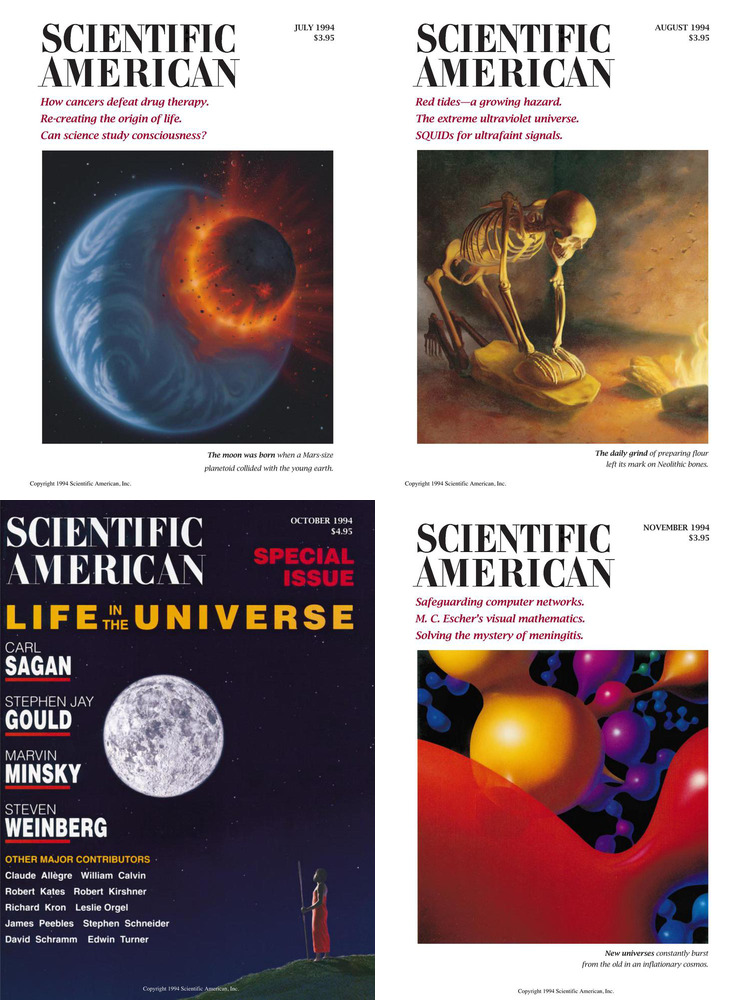 SCIENTIFIC
AMERICAN
JULY 1994
$3.95
How cancers defeat drug therapy.
Re-creating the origin of life.
Can science study consciousness?
The moon was born when a Mars-size
planetoid collided with the young earth.
Copyright 1994 Scientific American, Inc.
SCIENTIFIC
AMERICAN
AUGUST 1994
$3.95
Red tides—a growing hazard.
The extreme ultraviolet universe.
SQUIDs for ultrafaint signals.
The daily grind of preparing flour
left its mark on Neolithic bones.
Copyright 1994 Scientific American, Inc.
SCIENTIFIC
AMERICAN
OCTOBER 1994
$4.95
SPECIAL
ISSUE
LIFE IN THE UNIVERSE
CARL
SAGAN
STEPHEN JAY
GOULD
MARVIN
MINSKY
STEVEN
WEINBERG
OTHER MAJOR CONTRIBUTORS
Claude Allègre William Calvin
Robert Kates Robert Kirshner
Richard Kron Leslie Orgel
James Peebles Stephen Schneider
David Schramm Edwin Turner
Copyright 1994 Scientific American, Inc.
SCIENTIFIC
AMERICAN
NOVEMBER 1994
$3.95
Safeguarding computer networks.
M. C. Escher's visual mathematics.
Solving the mystery of meningitis.
New universes constantly burst
from the old in an inflationary cosmos.
Copyright 1994 Scientific American, Inc.